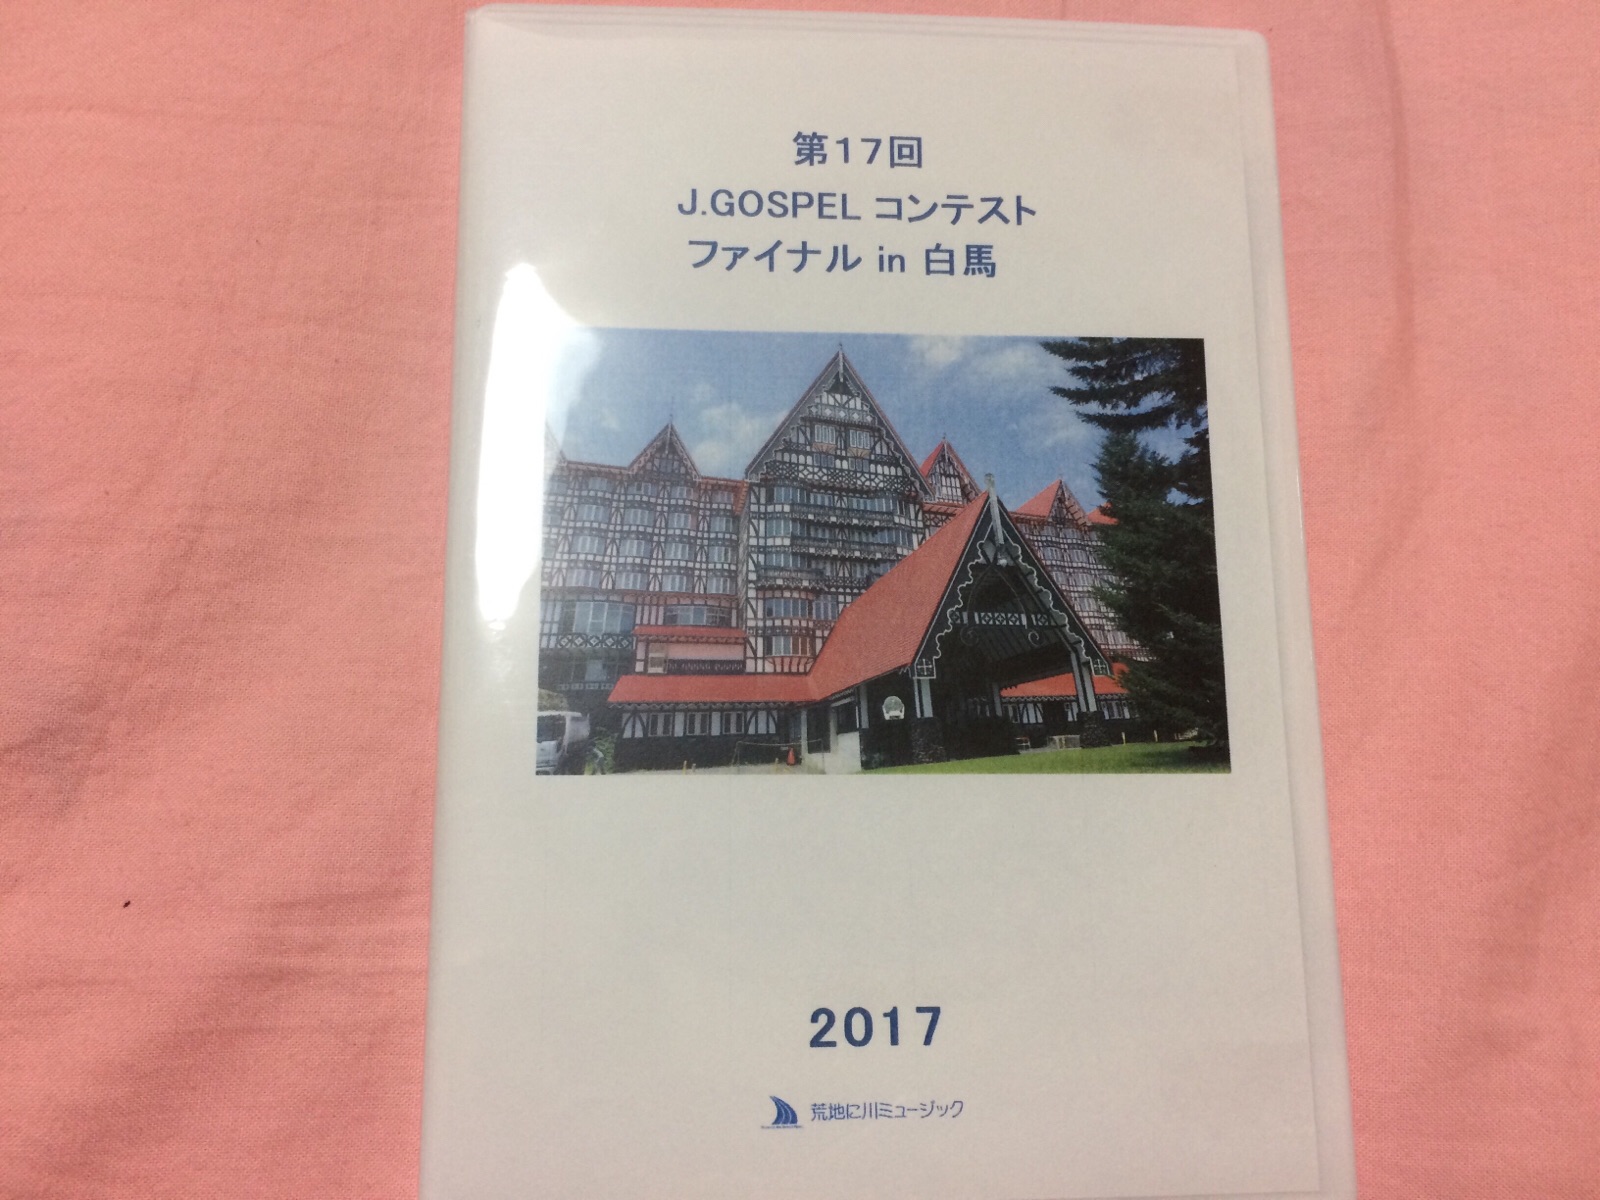 第17回
J.GOSPEL コンテスト
ファイナル in 白馬
2017
荒地に川ミュージック